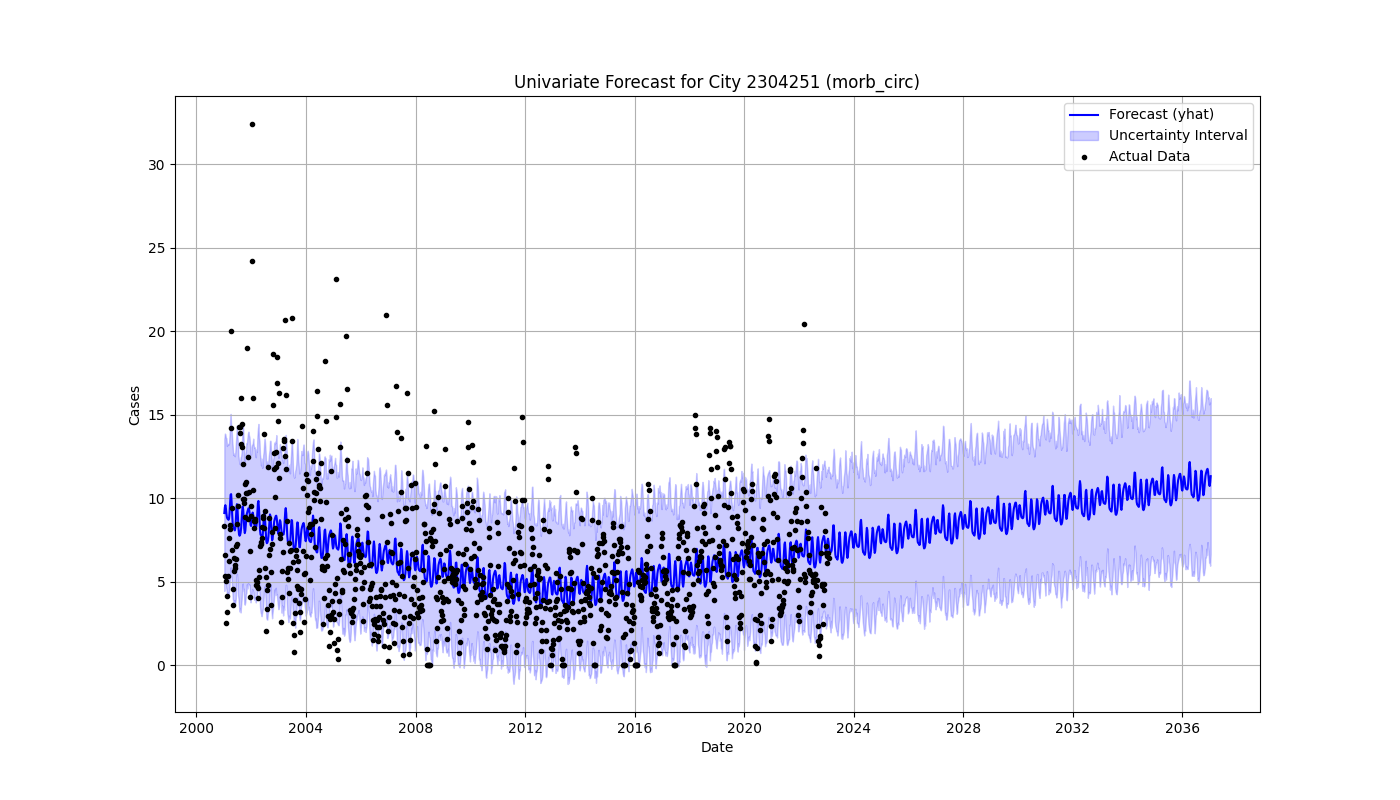 Univariate Forecast for City 2304251 (morb_circ)
Forecast (yhat)
Uncertainty Interval
Actual Data
Cases
30
25
20
15
10
5
0
2000 2004 2008 2012 2016 2020 2024 2028 2032 2036
Date